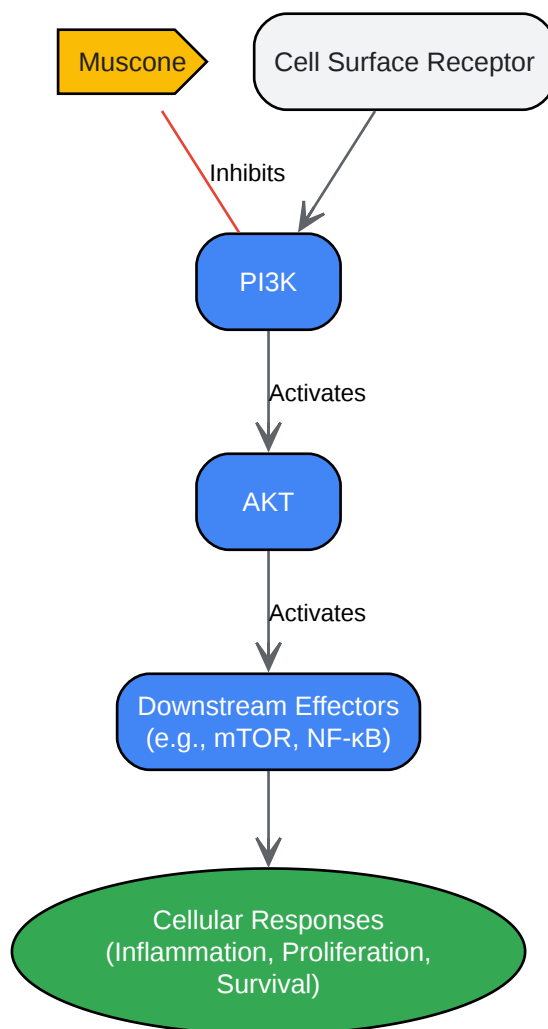 Muscone
Cell Surface Receptor
Inhibits
PI3K
Activates
AKT
Activates
Downstream Effectors
(e.g., mTOR, NF-κB)
Cellular Responses
(Inflammation, Proliferation,
Survival)